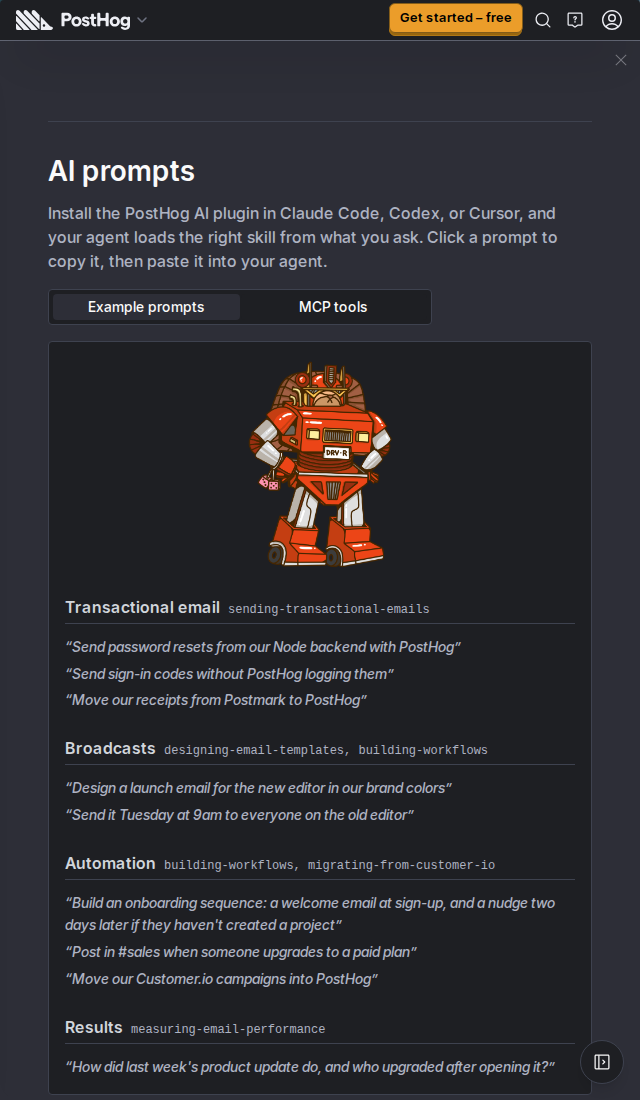 PostHog
Get started – free
AI prompts
Install the PostHog AI plugin in Claude Code, Codex, or Cursor, and
your agent loads the right skill from what you ask. Click a prompt to
copy it, then paste it into your agent.
Example prompts
MCP tools
DRV-R
Transactional email sending-transactional-emails
“Send password resets from our Node backend with PostHog”
“Send sign-in codes without PostHog logging them”
“Move our receipts from Postmark to PostHog”
Broadcasts designing-email-templates, building-workflows
“Design a launch email for the new editor in our brand colors”
“Send it Tuesday at 9am to everyone on the old editor”
Automation building-workflows, migrating-from-customer-io
“Build an onboarding sequence: a welcome email at sign-up, and a nudge two
days later if they haven't created a project”
“Post in #sales when someone upgrades to a paid plan”
“Move our Customer.io campaigns into PostHog”
Results measuring-email-performance
“How did last week's product update do, and who upgraded after opening it?”